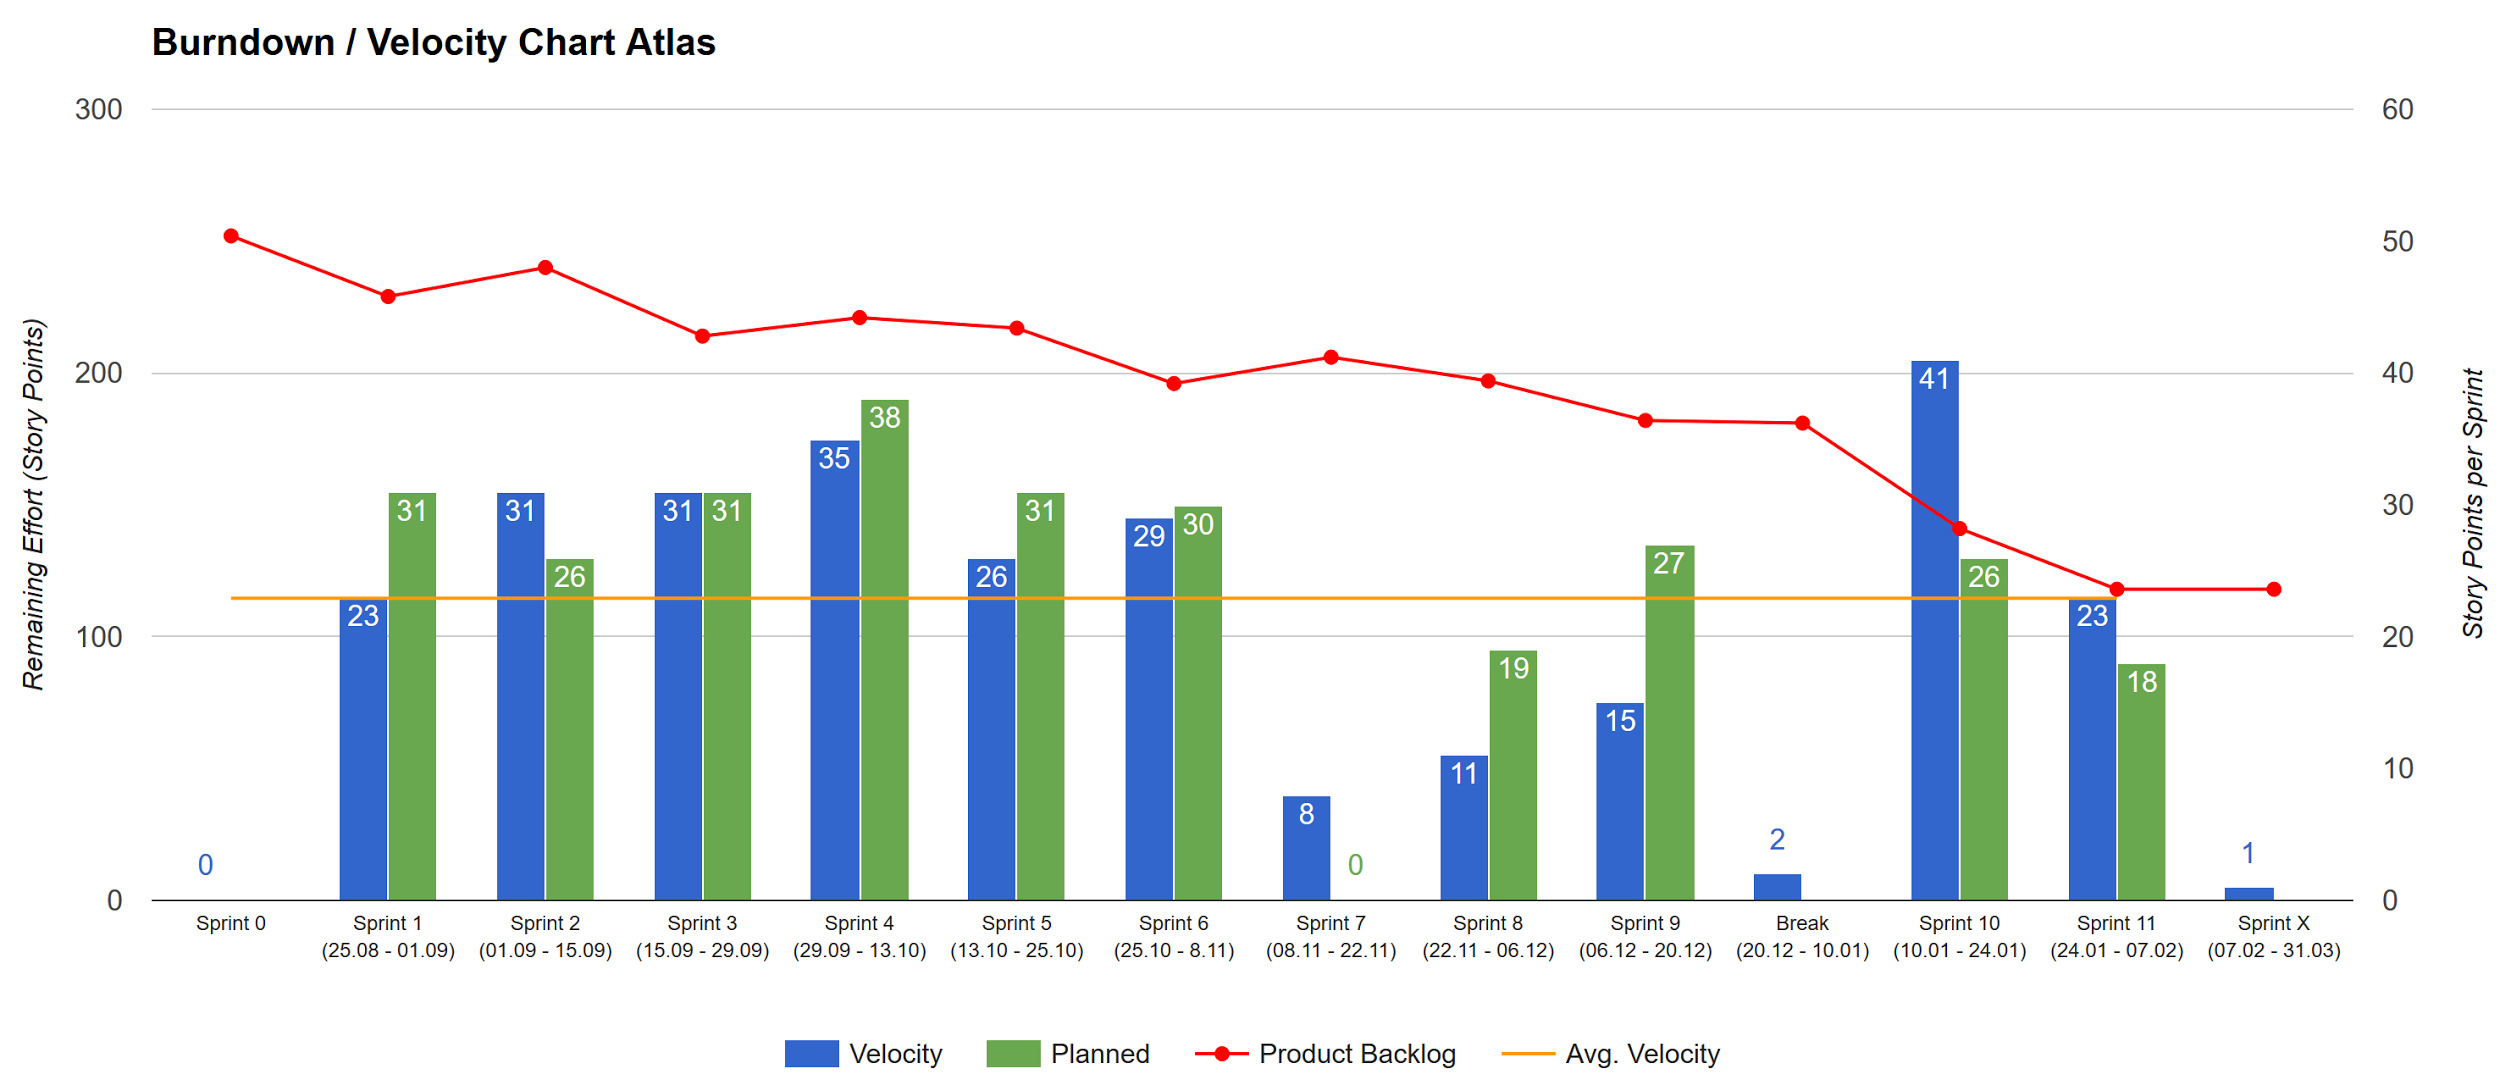 Burndown / Velocity Chart Atlas
300
200
100
0
Remaining Effort (Story Points)
60
50
40
30
20
10
0
Story Points per Sprint
0
23 31
31 26
31 31
35 38
26 31
29 30
8 0
11 19
15 27
2
41 26
23 18
1
Sprint 0
Sprint 1
(25.08 - 01.09)
Sprint 2
(01.09 - 15.09)
Sprint 3
(15.09 - 29.09)
Sprint 4
(29.09 - 13.10)
Sprint 5
(13.10 - 25.10)
Sprint 6
(25.10 - 8.11)
Sprint 7
(08.11 - 22.11)
Sprint 8
(22.11 - 06.12)
Sprint 9
(06.12 - 20.12)
Break
(20.12 - 10.01)
Sprint 10
(10.01 - 24.01)
Sprint 11
(24.01 - 07.02)
Sprint X
(07.02 - 31.03)
Velocity Planned Product Backlog Avg. Velocity